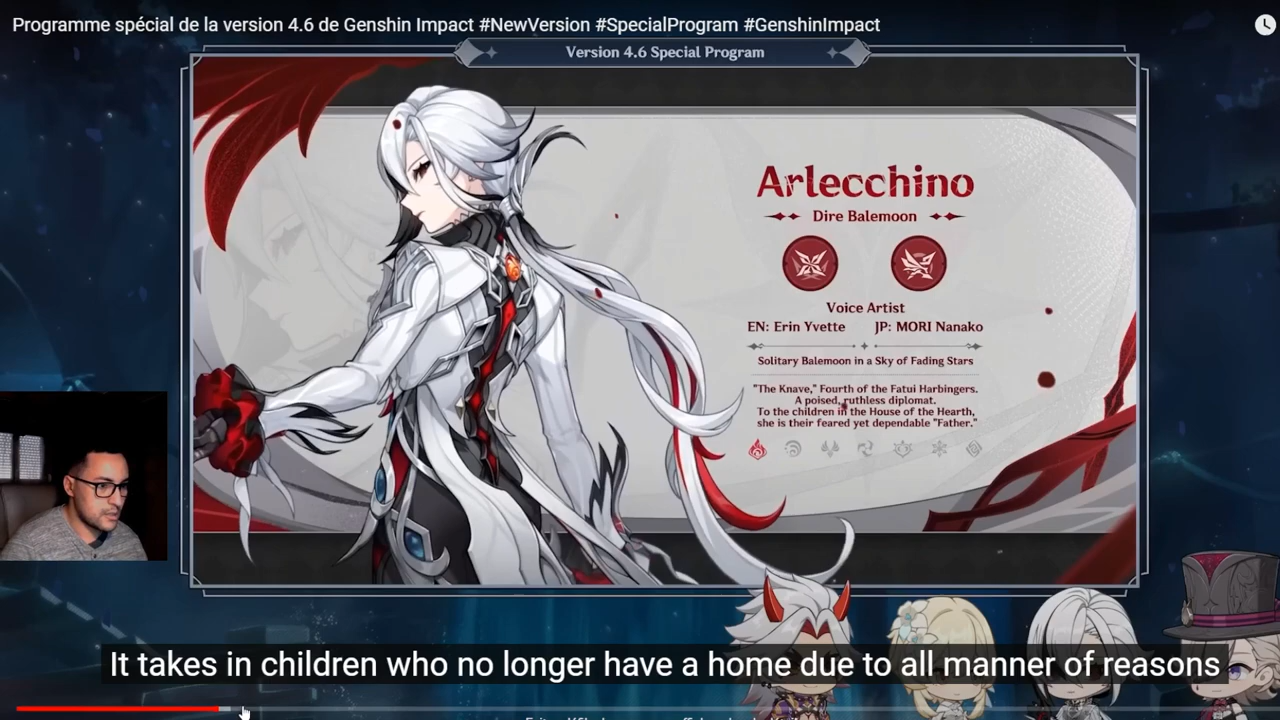 Programme spécial de la version 4.6 de Genshin Impact #NewVersion #SpecialProgram #GenshinImpact
Version 4.6 Special Program
Arlecchino
Dire Balemoon
Voice Artist
EN: Erin Yvette JP: MORI Nanako
Solitary Balemoon in a Sky of Fading Stars
"The Knave," Fourth of the Fatui Harbingers.
A poised, ruthless diplomat.
To the children in the House of the Hearth,
she is their feared yet dependable "Father."
It takes in children who no longer have a home due to all manner of reasons